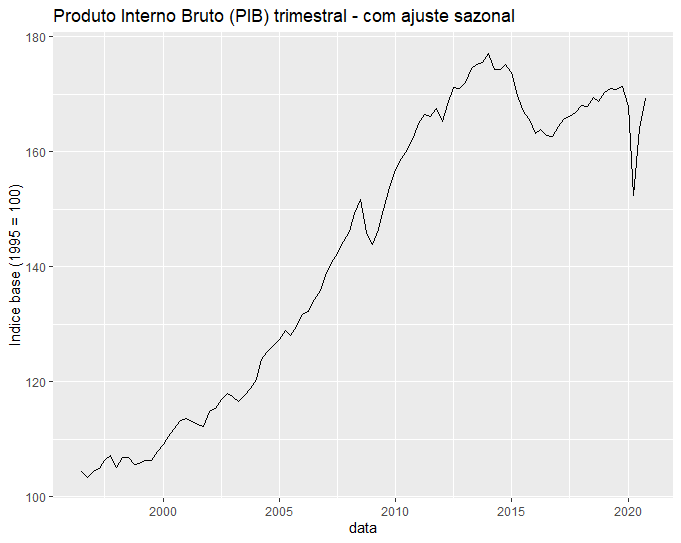 Produto Interno Bruto (PIB) trimestral - com ajuste sazonal
Indice base (1995 = 100)
180
160
140
120
100
2000 2005 2010 2015 2020
data